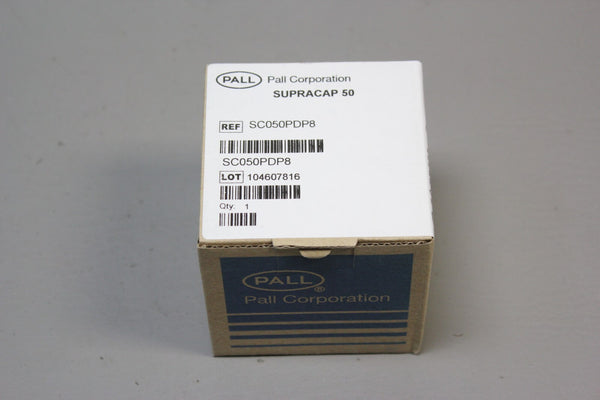 PALL Pall Corporation
SUPRACAP 50
REF SC050PDP8
SC050PDP8
LOT 104607816
Qty: 1
PALL ®
Pall Corporation